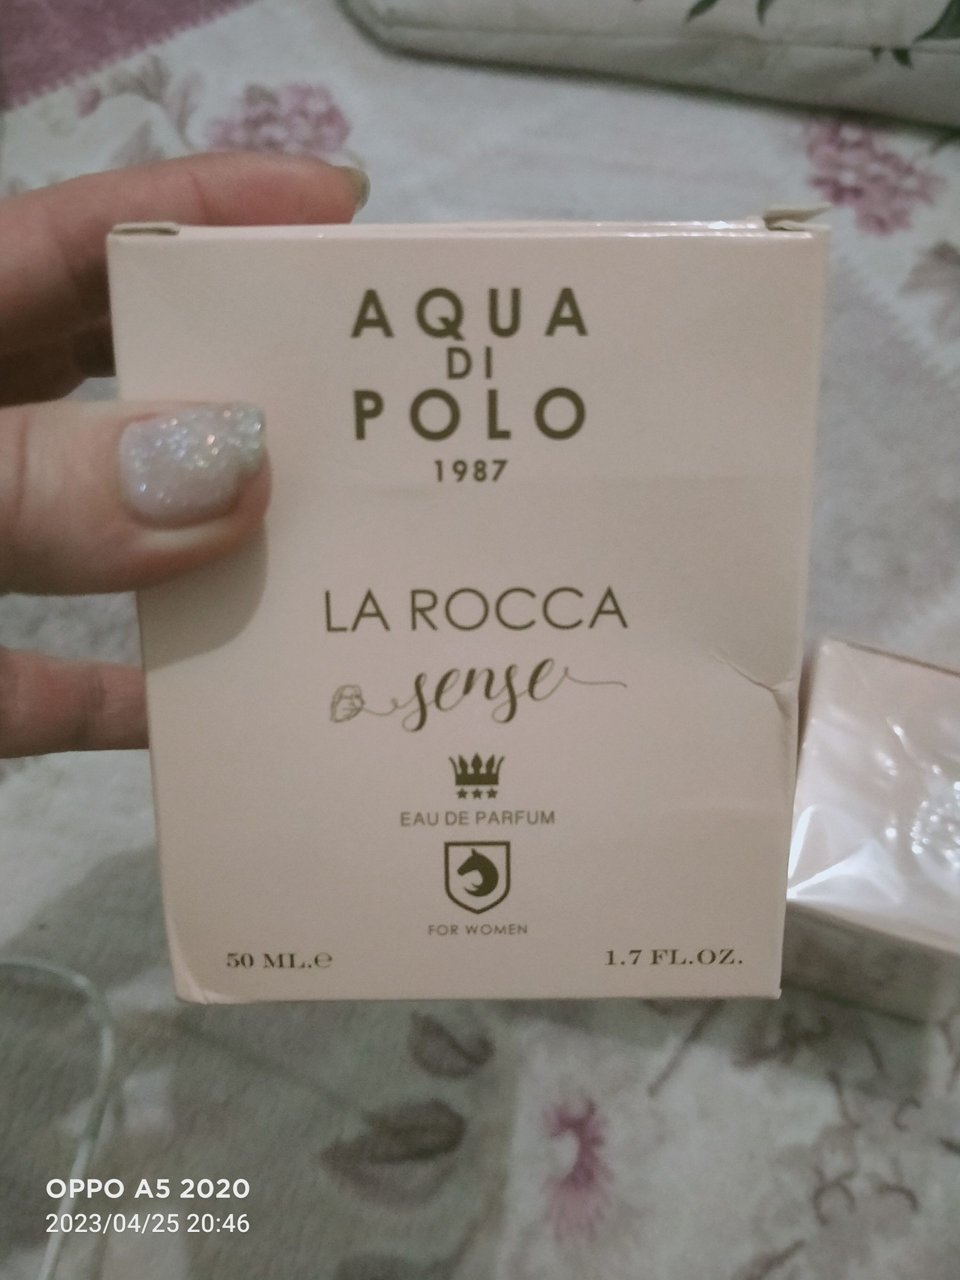 AQUA
DI
POLO
1987
LA ROCCA
sense
EAU DE PARFUM
FOR WOMEN
50 ML.e
1.7 FL.OZ.
OPPO A5 2020
2023/04/25 20:46